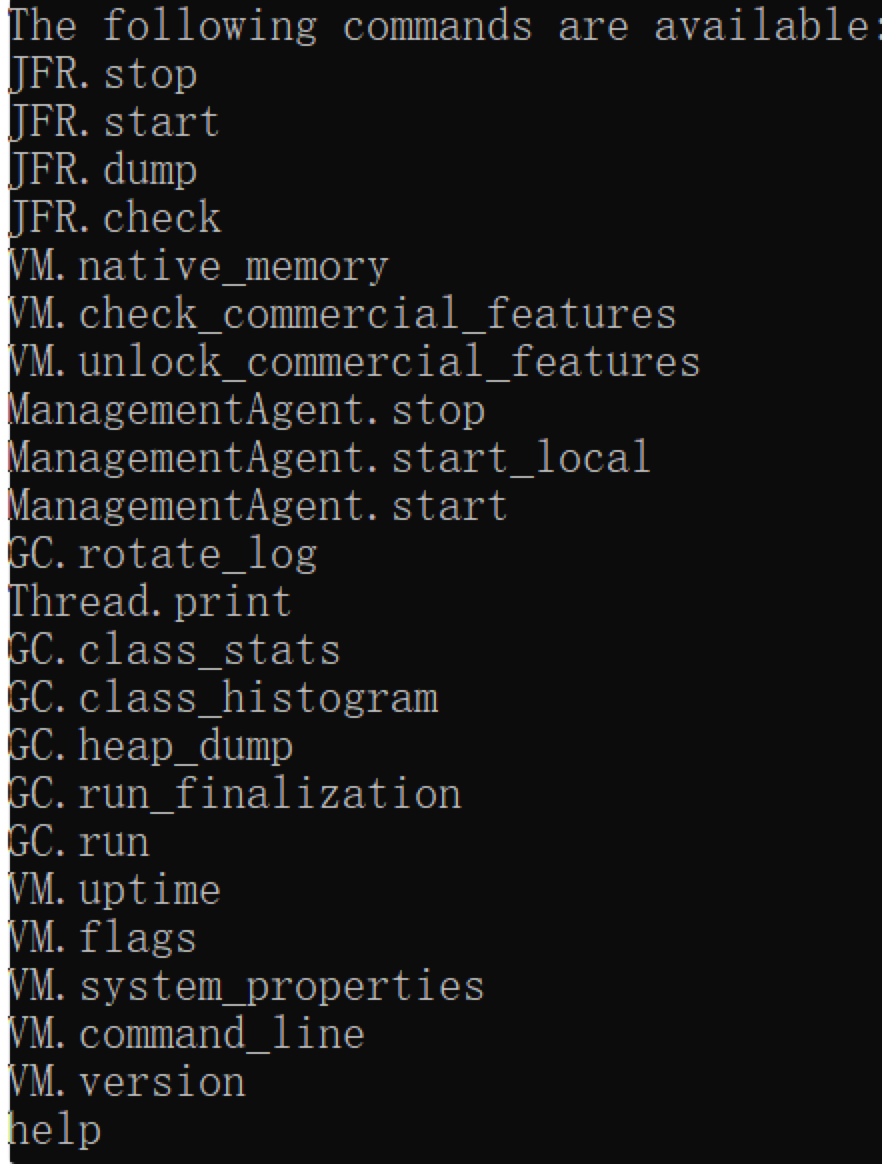 The following commands are available:
JFR.stop
JFR.start
JFR.dump
JFR.check
VM.native_memory
VM.check_commercial_features
VM.unlock_commercial_features
ManagementAgent.stop
ManagementAgent.start_local
ManagementAgent.start
GC.rotate_log
Thread.print
GC.class_stats
GC.class_histogram
GC.heap_dump
GC.run_finalization
GC.run
VM.uptime
VM.flags
VM.system_properties
VM.command_line
VM.version
help